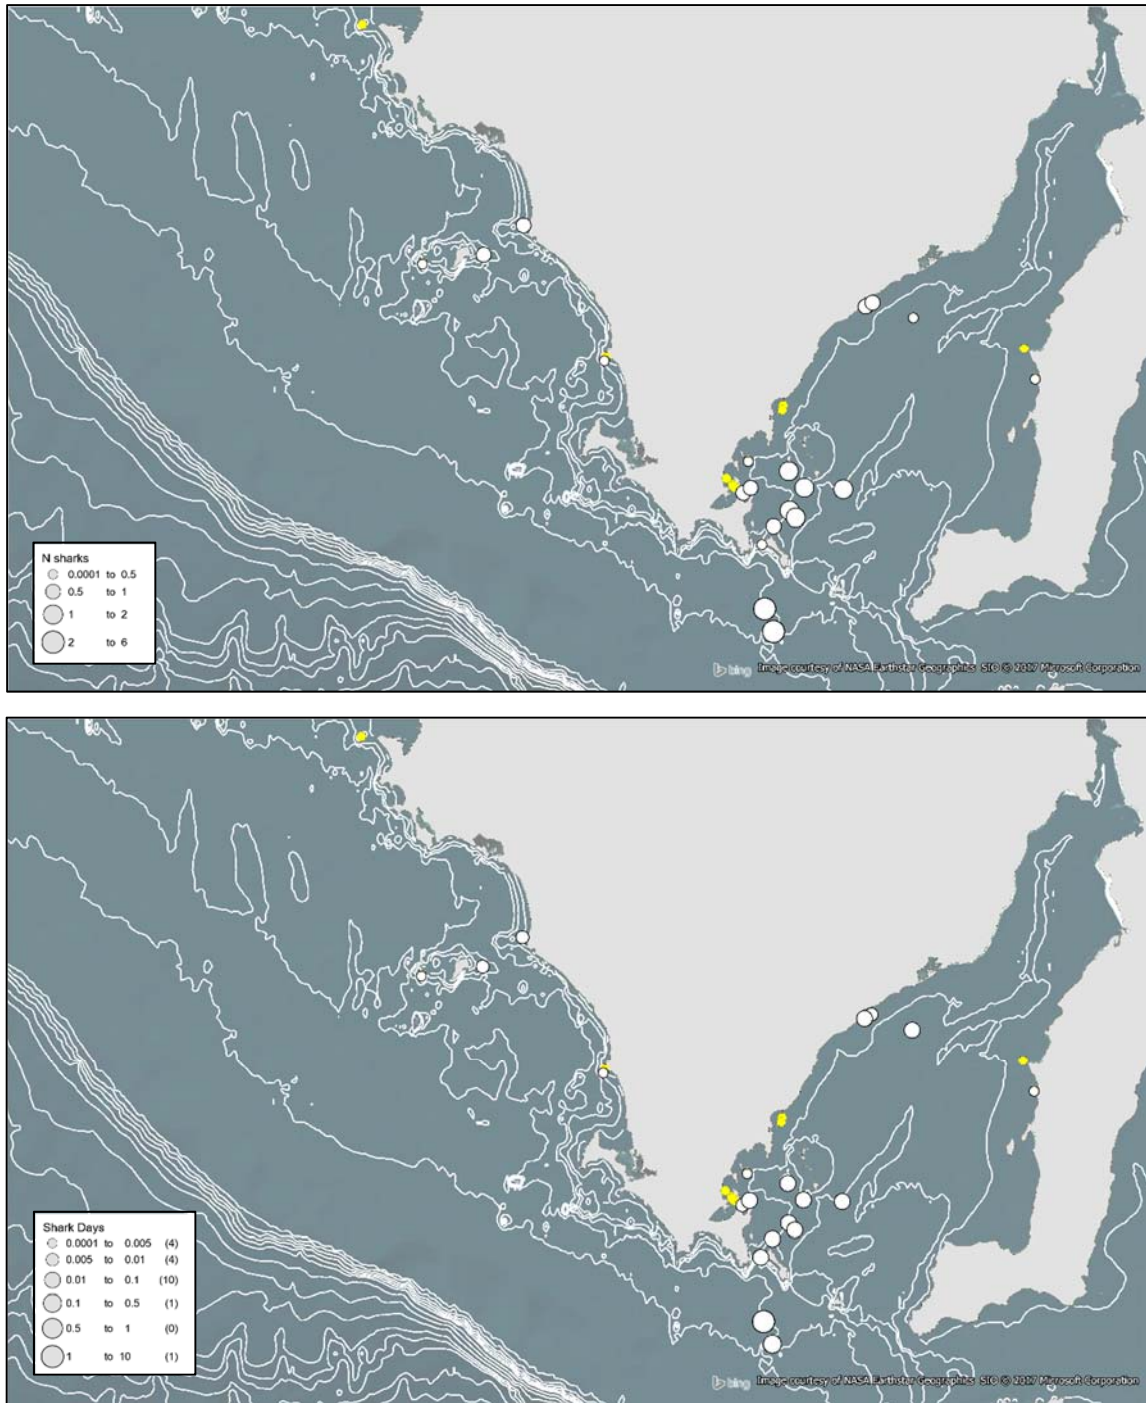 N sharks
0.0001 to 0.5
0.5 to 1
1 to 2
2 to 6
bing Image courtesy of NASA Earthstar Geographics SIO © 2017 Microsoft Corporation
Shark Days
0.0001 to 0.005 (4)
0.005 to 0.01 (4)
0.01 to 0.1 (10)
0.1 to 0.5 (1)
0.5 to 1 (0)
1 to 10 (1)
bing Image courtesy of NASA Earthstar Geographics SIO © 2017 Microsoft Corporation